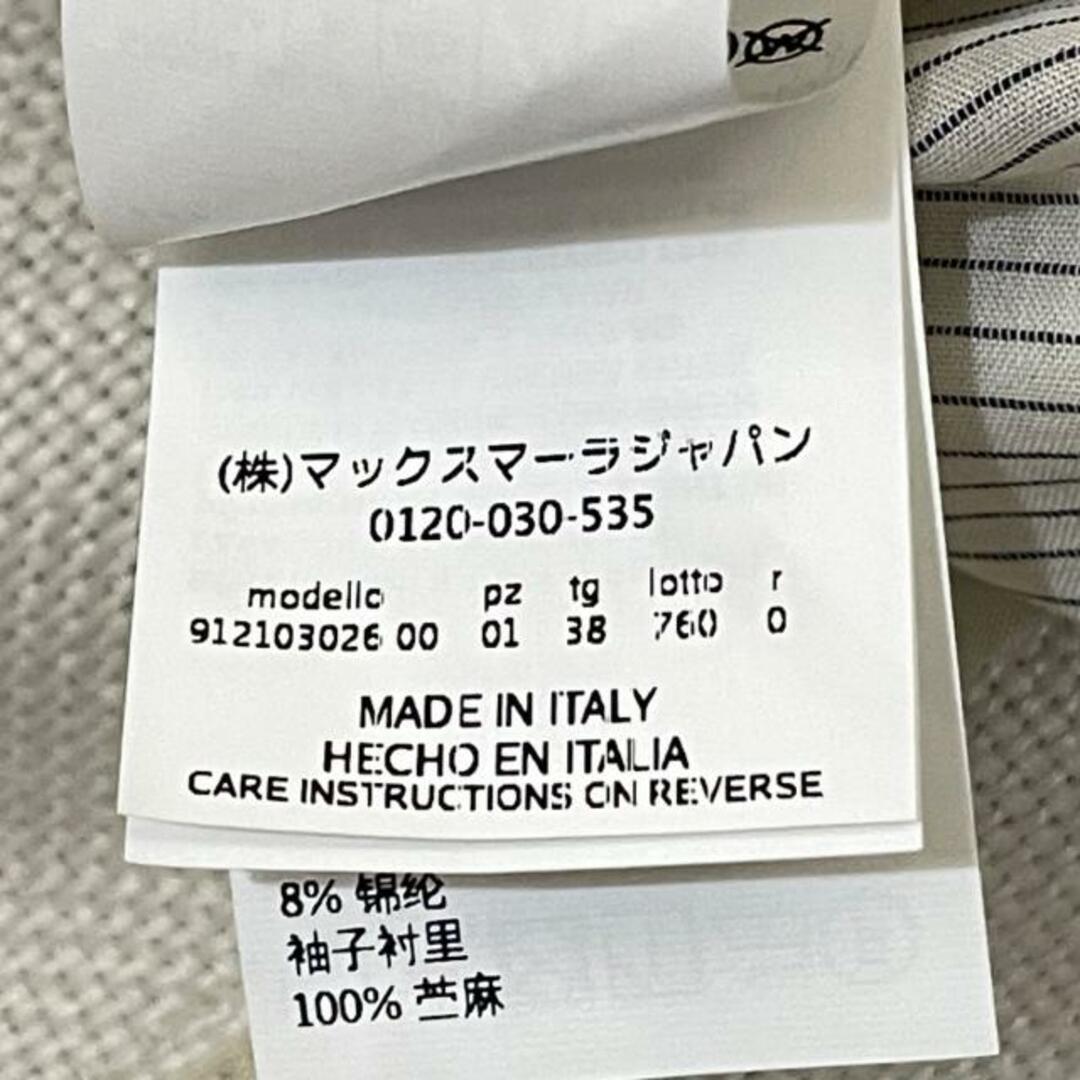 (株)マックスマーラジャパン
0120-030-535
modello pz tg lotto r
912103026 00 01 38 760 0
MADE IN ITALY
HECHO EN ITALIA
CARE INSTRUCTIONS ON REVERSE
8% 锦纶
袖子衬里
100% 苎麻